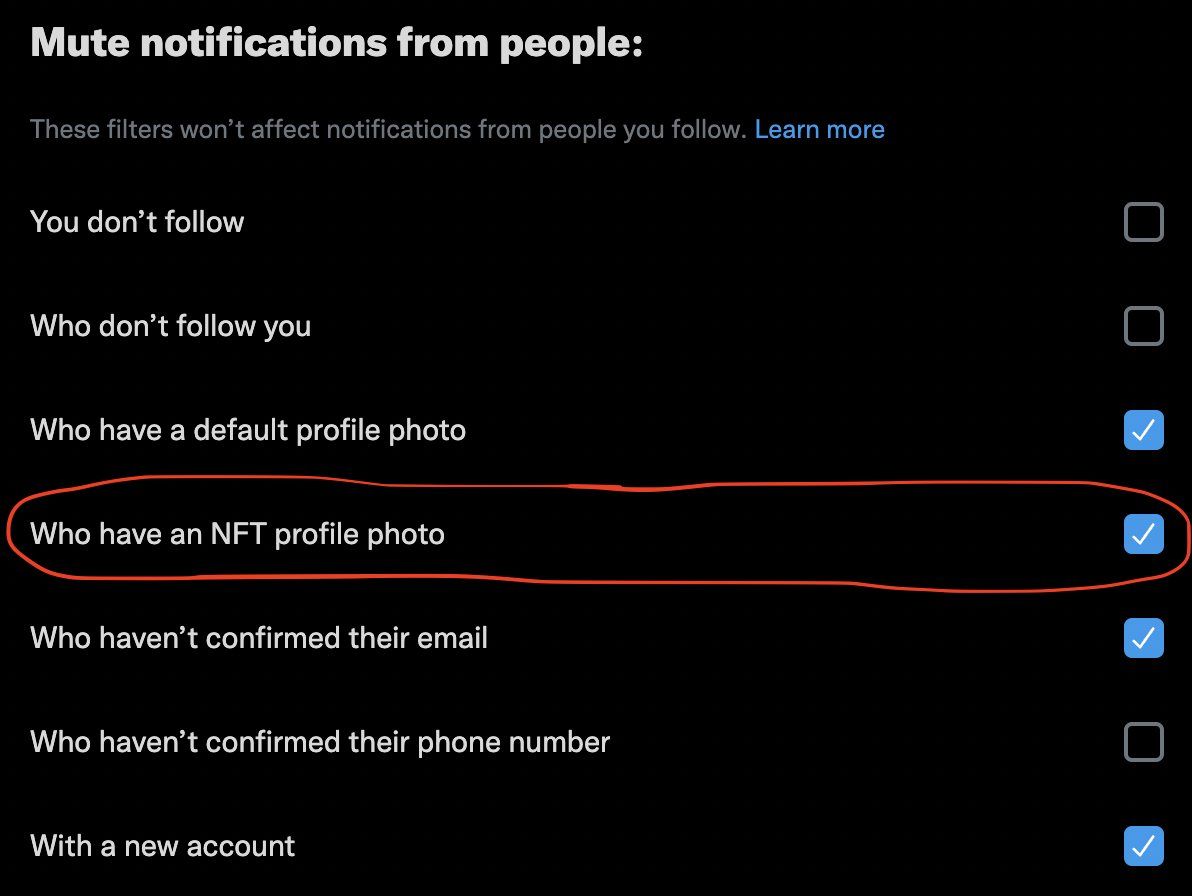 Mute notifications from people:
These filters won’t affect notifications from people you follow. Learn more
You don’t follow
Who don’t follow you
Who have a default profile photo
Who have an NFT profile photo
Who haven’t confirmed their email
Who haven’t confirmed their phone number
With a new account